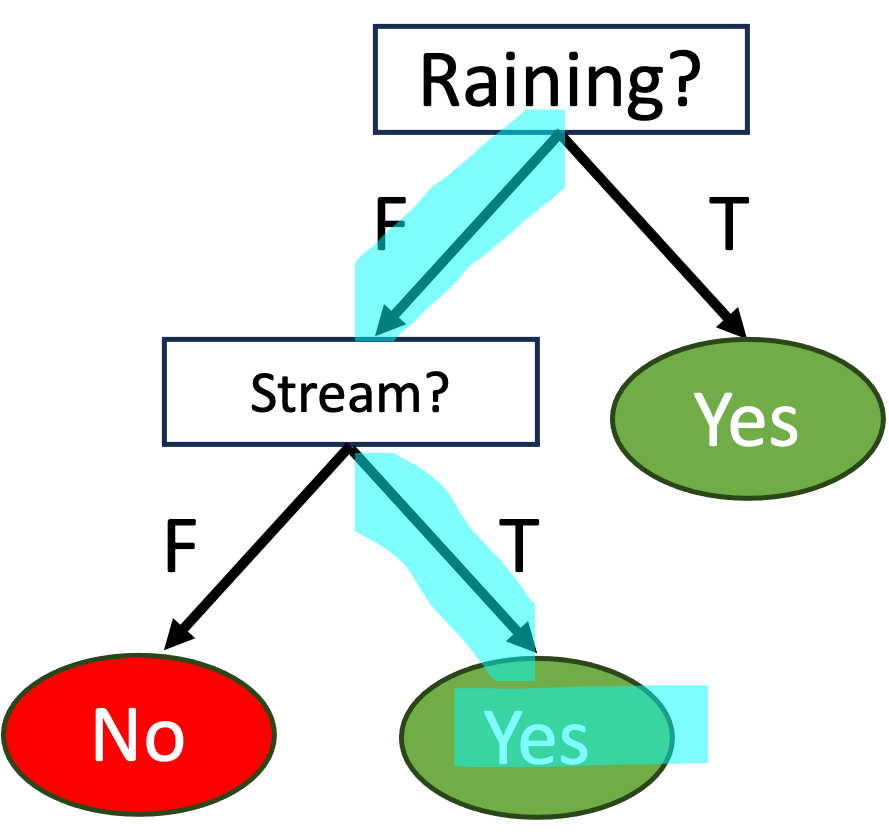 Raining?
F
T
Stream?
Yes
F
T
No
Yes